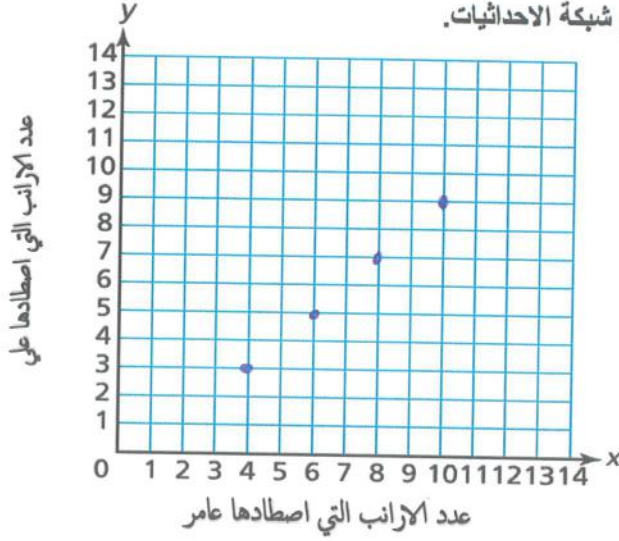 شبكة الاحداثيات.
y
14
13
12
11
10
9
8
7
6
5
4
3
2
1
عدد الارانب التي اصطادها علي
0 1 2 3 4 5 6 7 8 9 10 11 12 13 14 x
عدد الارانب التي اصطادها عامر